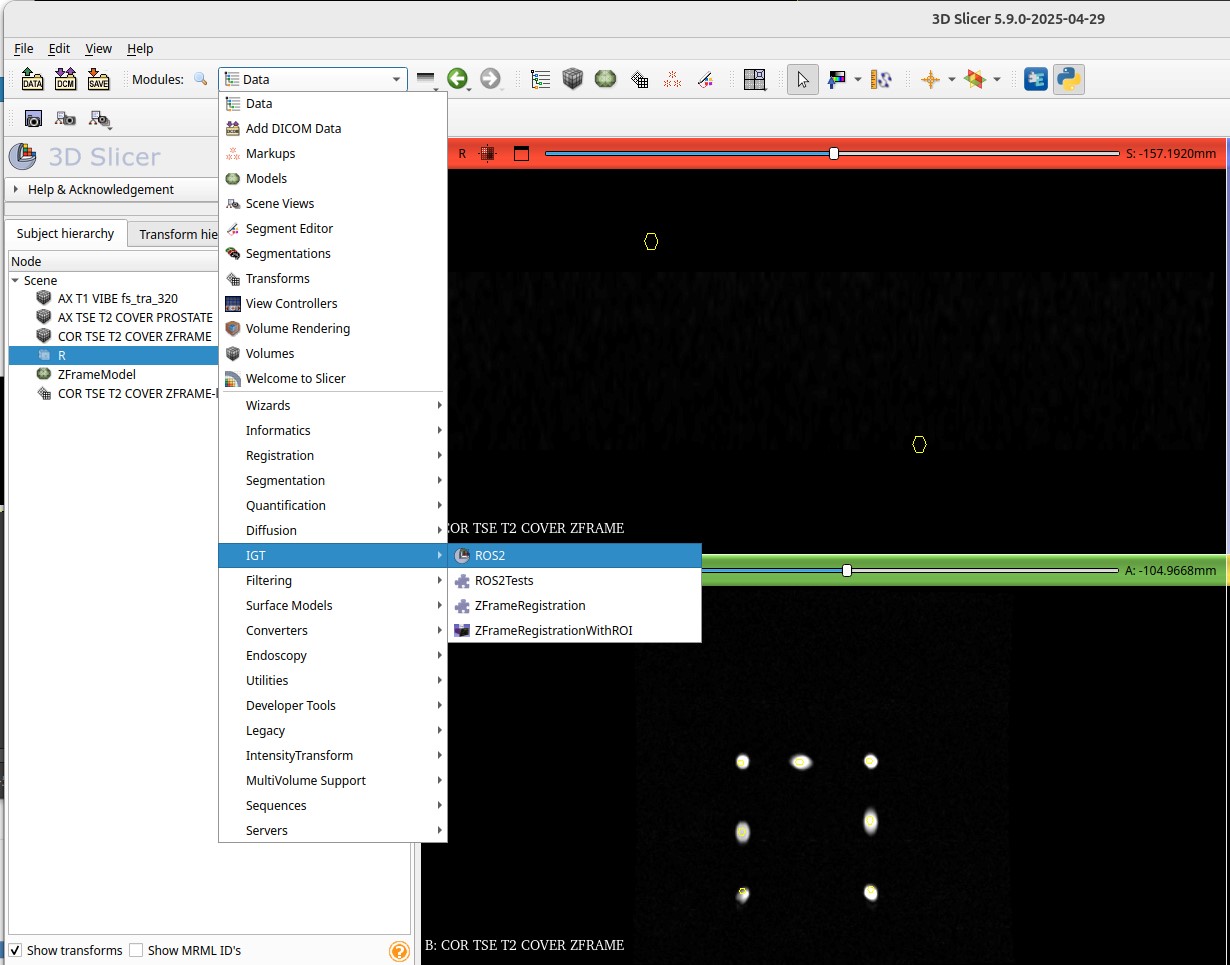 3D Slicer 5.9.0-2025-04-29
File Edit View Help
DATA DCM SAVE Modules: Data
3D Slicer
Help & Acknowledgement
Subject hierarchy Transform hie
Node
Scene
AX T1 VIBE fs_tra_320
AX TSE T2 COVER PROSTATE
COR TSE T2 COVER ZFRAME
R
ZFrameModel
COR TSE T2 COVER ZFRAME-l
Show transforms Show MRML ID's
Data
Add DICOM Data
Markups
Models
Scene Views
Segment Editor
Segmentations
Transforms
View Controllers
Volume Rendering
Volumes
Welcome to Slicer
Wizards
Informatics
Registration
Segmentation
Quantification
Diffusion
IGT
Filtering
Surface Models
Converters
Endoscopy
Utilities
Developer Tools
Legacy
IntensityTransform
MultiVolume Support
Sequences
Servers
ROS2
ROS2Tests
ZFrameRegistration
ZFrameRegistrationWithROI
R S: -157.1920mm
COR TSE T2 COVER ZFRAME
A: -104.9668mm
B: COR TSE T2 COVER ZFRAME